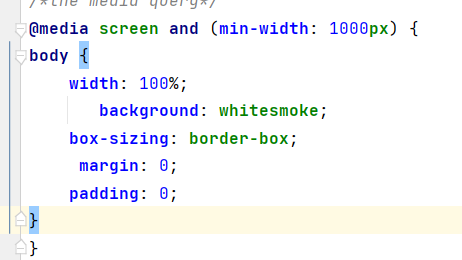 /*the media query*/
@media screen and (min-width: 1000px) {
body {
width: 100%;
background: whitesmoke;
box-sizing: border-box;
margin: 0;
padding: 0;
}
}